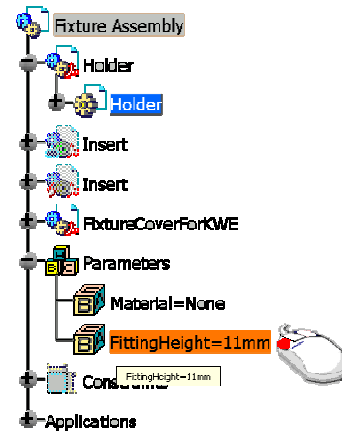 Fixture Assembly
Holder
Holder
Insert
Insert
FixtureCoverForKWE
Parameters
Material=None
FittingHeight=11mm
FittingHeight=11mm
Applications